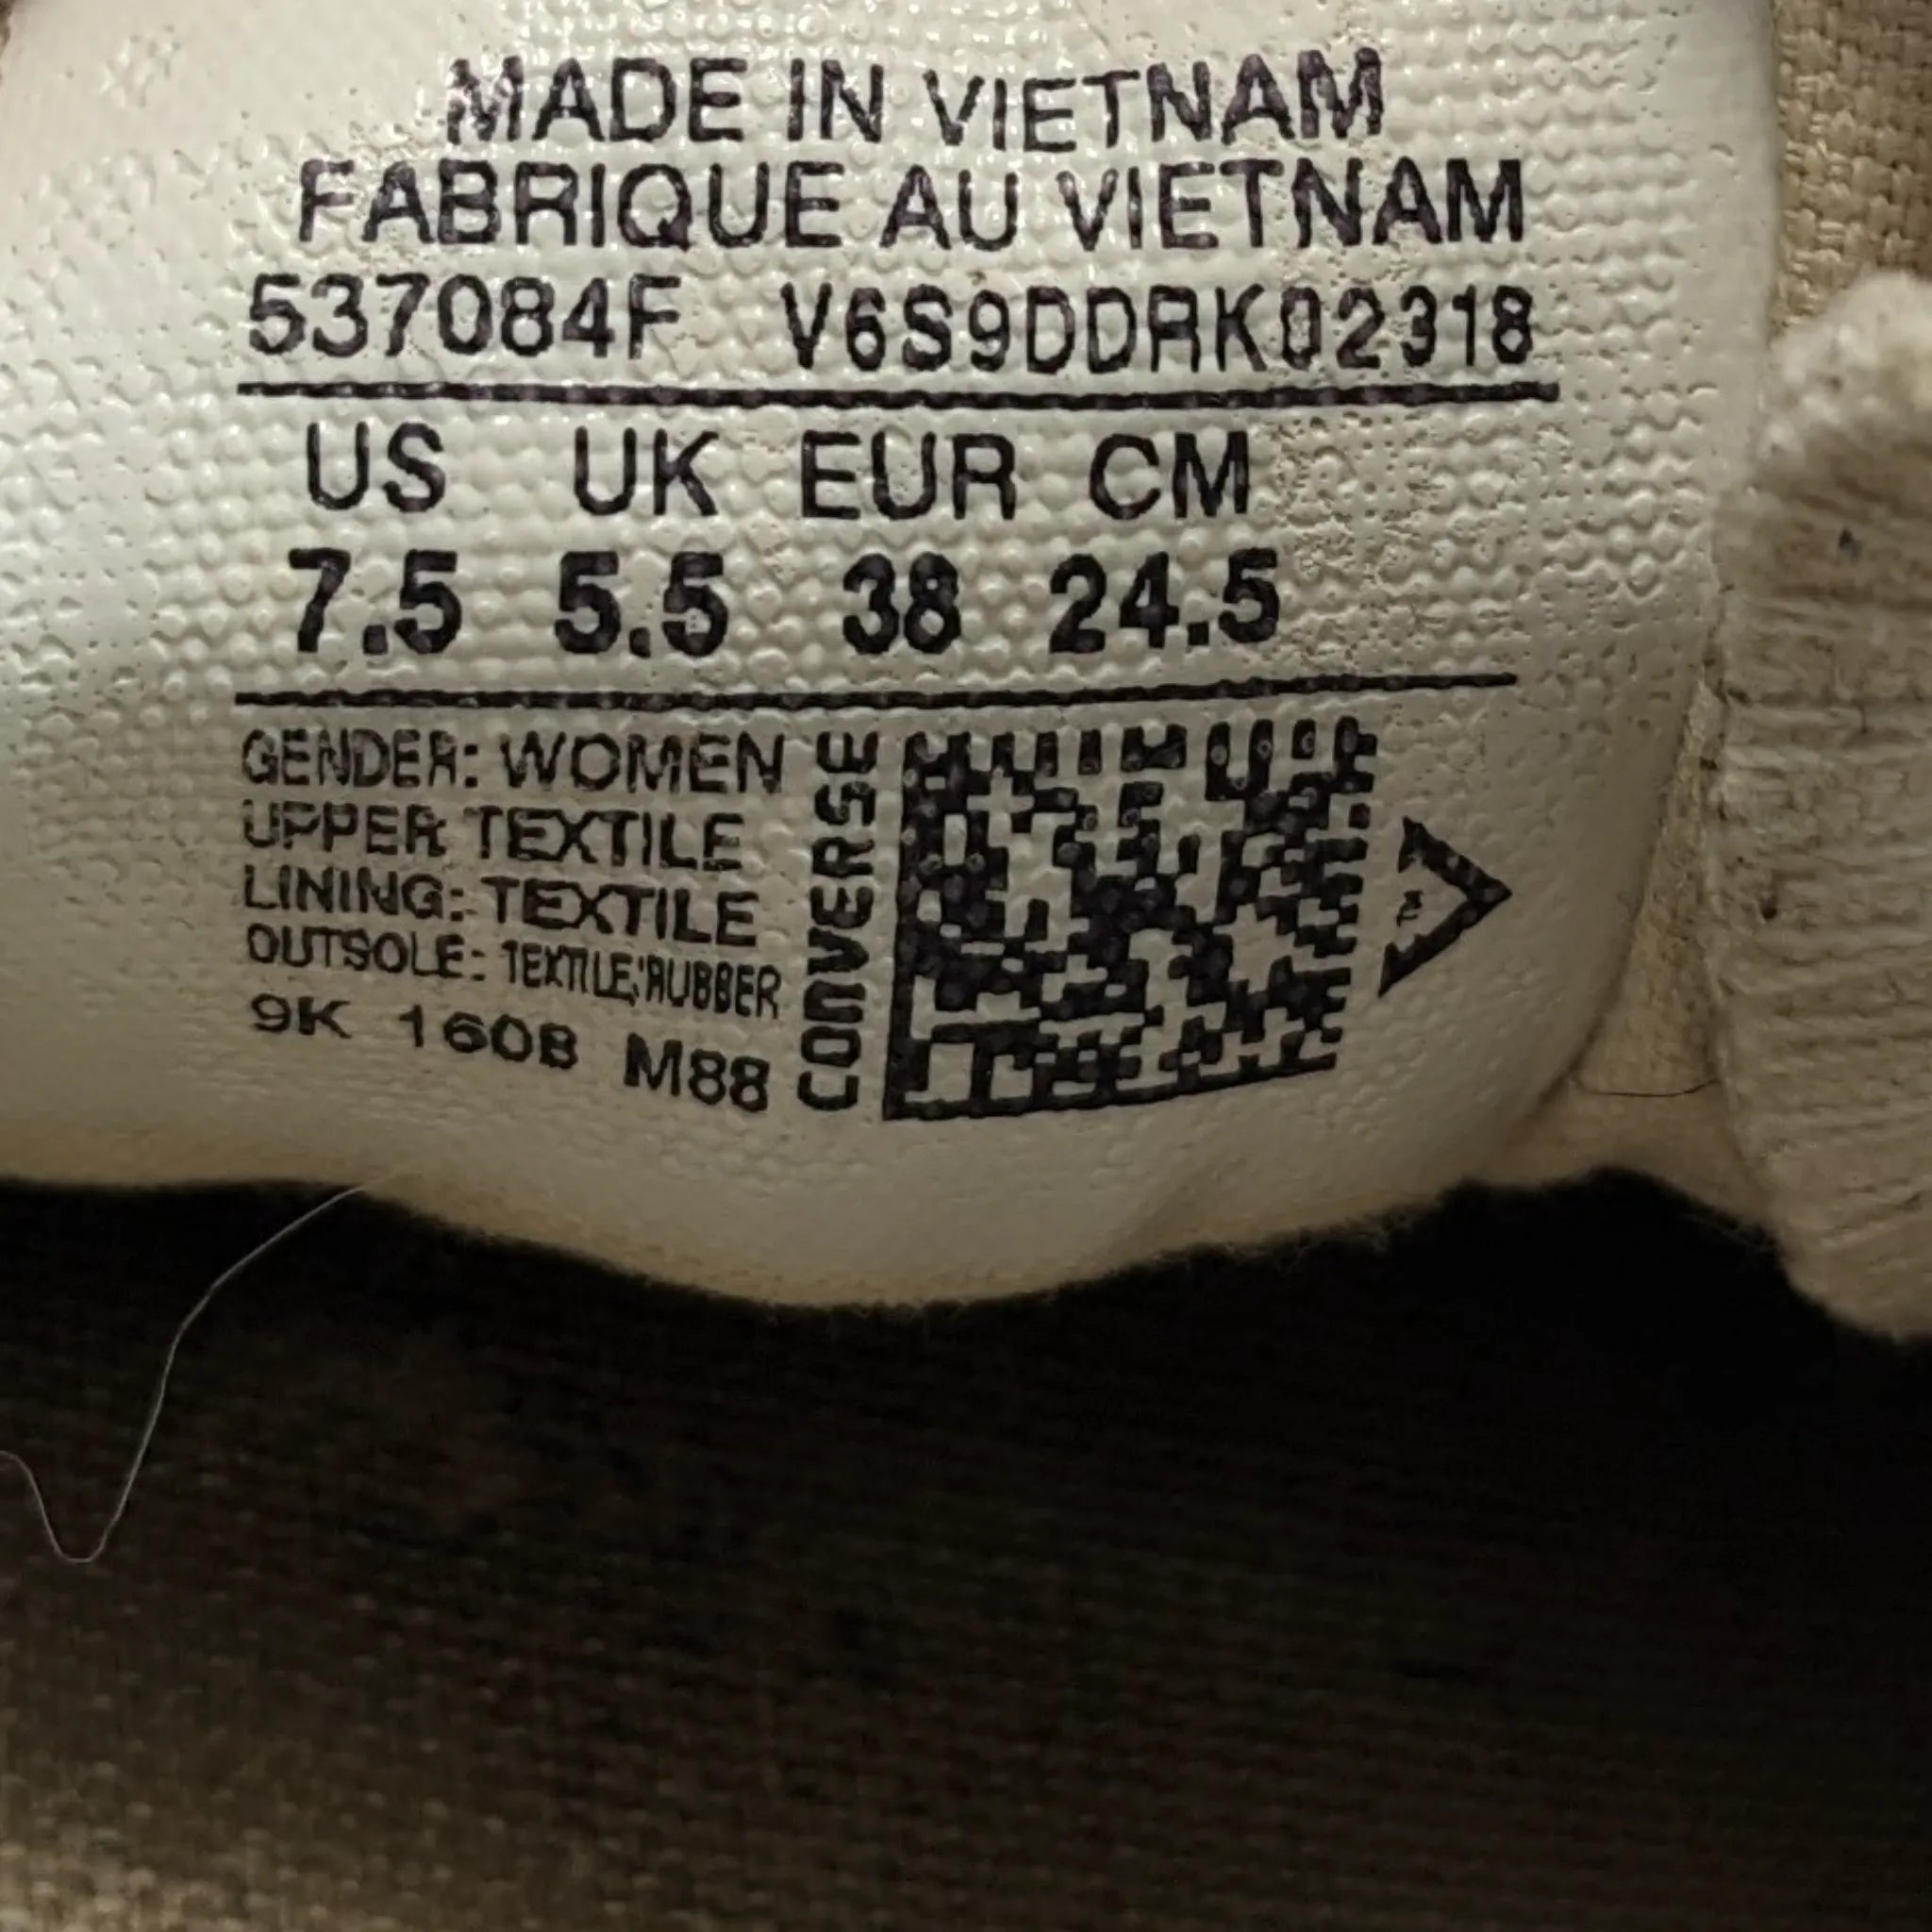 MADE IN VIETNAM
FABRIQUE AU VIETNAM
537084F V6S9DDRK02318
US UK EUR CM
7.5 5.5 38 24.5
GENDER: WOMEN
UPPER TEXTILE
LINING: TEXTILE
OUTSOLE: TEXTILE/RUBBER
9K 1608 M88
CONVERSE